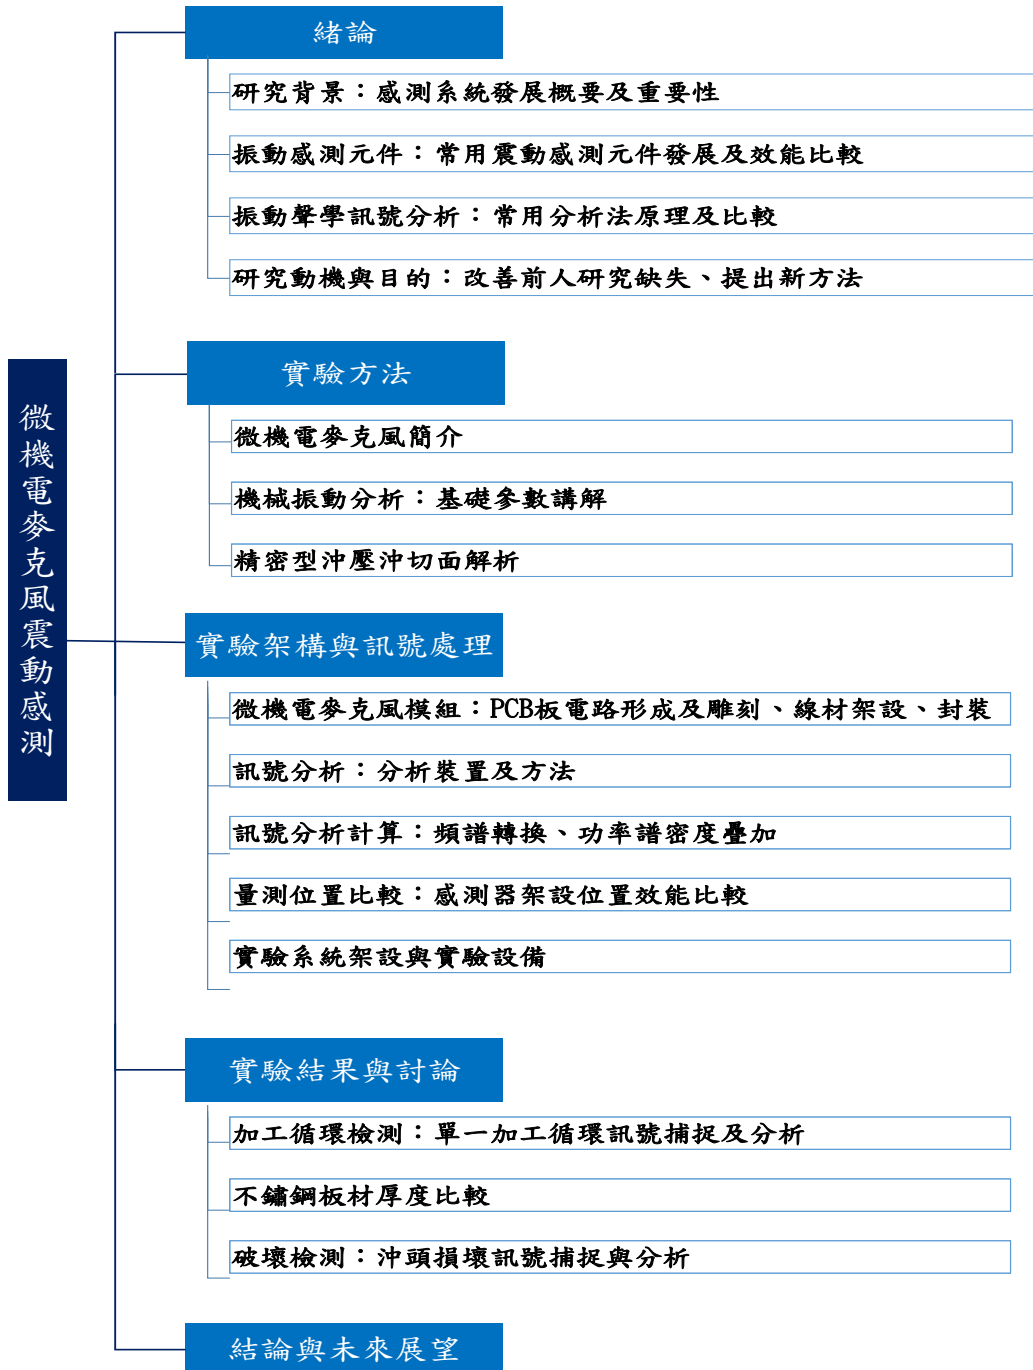 微機電麥克風震動感測
緒論
研究背景：感測系統發展概要及重要性
振動感測元件：常用震動感測元件發展及效能比較
振動聲學訊號分析：常用分析法原理及比較
研究動機與目的：改善前人研究缺失、提出新方法
實驗方法
微機電麥克風簡介
機械振動分析：基礎參數講解
精密型沖壓沖切面解析
實驗架構與訊號處理
微機電麥克風模組：PCB板電路形成及雕刻、線材架設、封裝
訊號分析：分析裝置及方法
訊號分析計算：頻譜轉換、功率譜密度疊加
量測位置比較：感測器架設位置效能比較
實驗系統架設與實驗設備
實驗結果與討論
加工循環檢測：單一加工循環訊號捕捉及分析
不鏽鋼板材厚度比較
破壞檢測：沖頭損壞訊號捕捉與分析
結論與未來展望